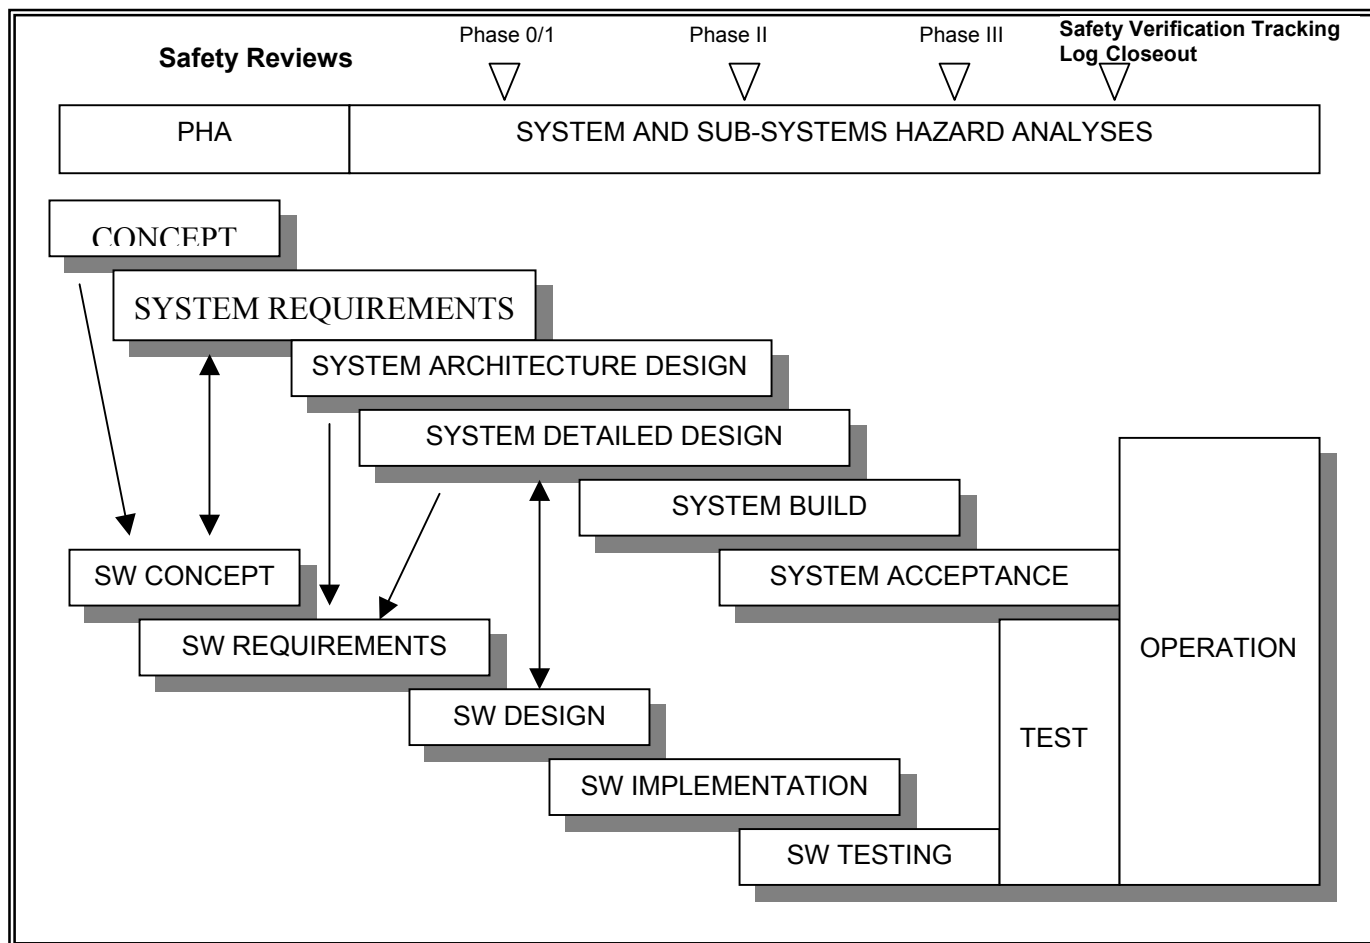 Safety Reviews
Phase 0/1
Phase II
Phase III
Safety Verification Tracking
Log Closeout
PHA
SYSTEM AND SUB-SYSTEMS HAZARD ANALYSES
CONCEPT
SYSTEM REQUIREMENTS
SYSTEM ARCHITECTURE DESIGN
SYSTEM DETAILED DESIGN
SYSTEM BUILD
SW CONCEPT
SYSTEM ACCEPTANCE
SW REQUIREMENTS
OPERATION
SW DESIGN
TEST
SW IMPLEMENTATION
SW TESTING